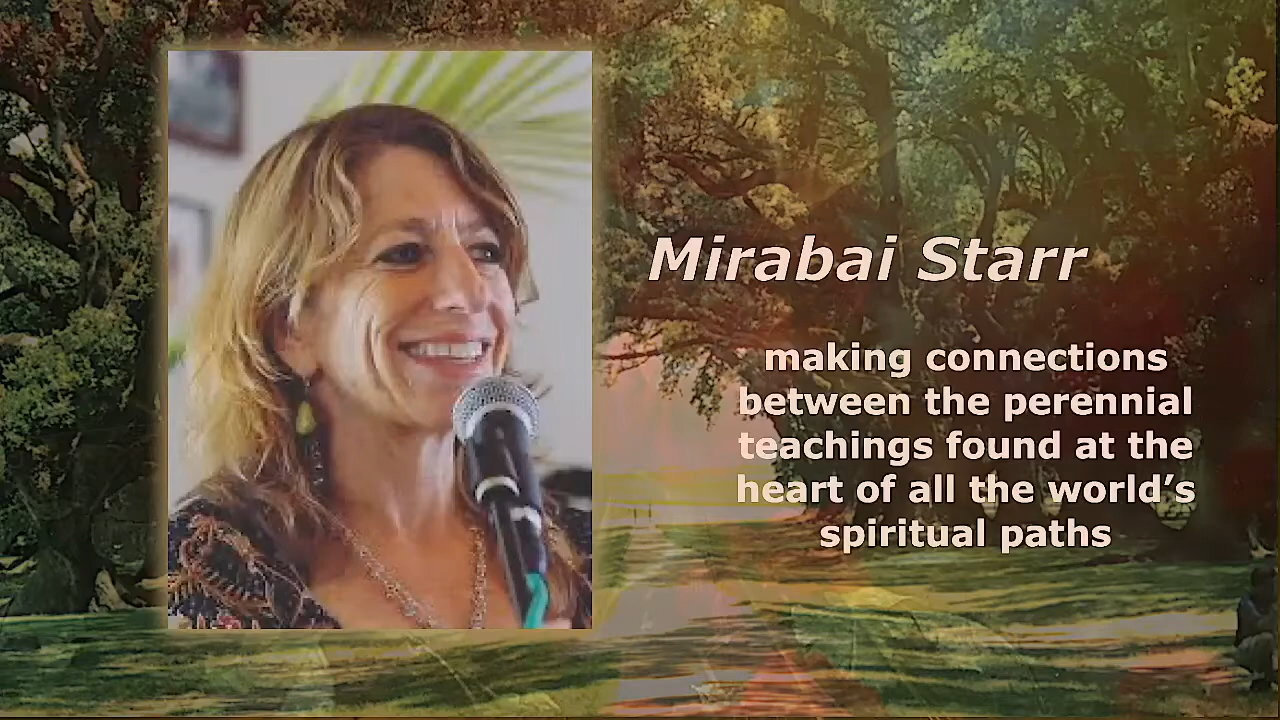 Mirabai Starr
making connections
between the perennial
teachings found at the
heart of all the world’s
spiritual paths